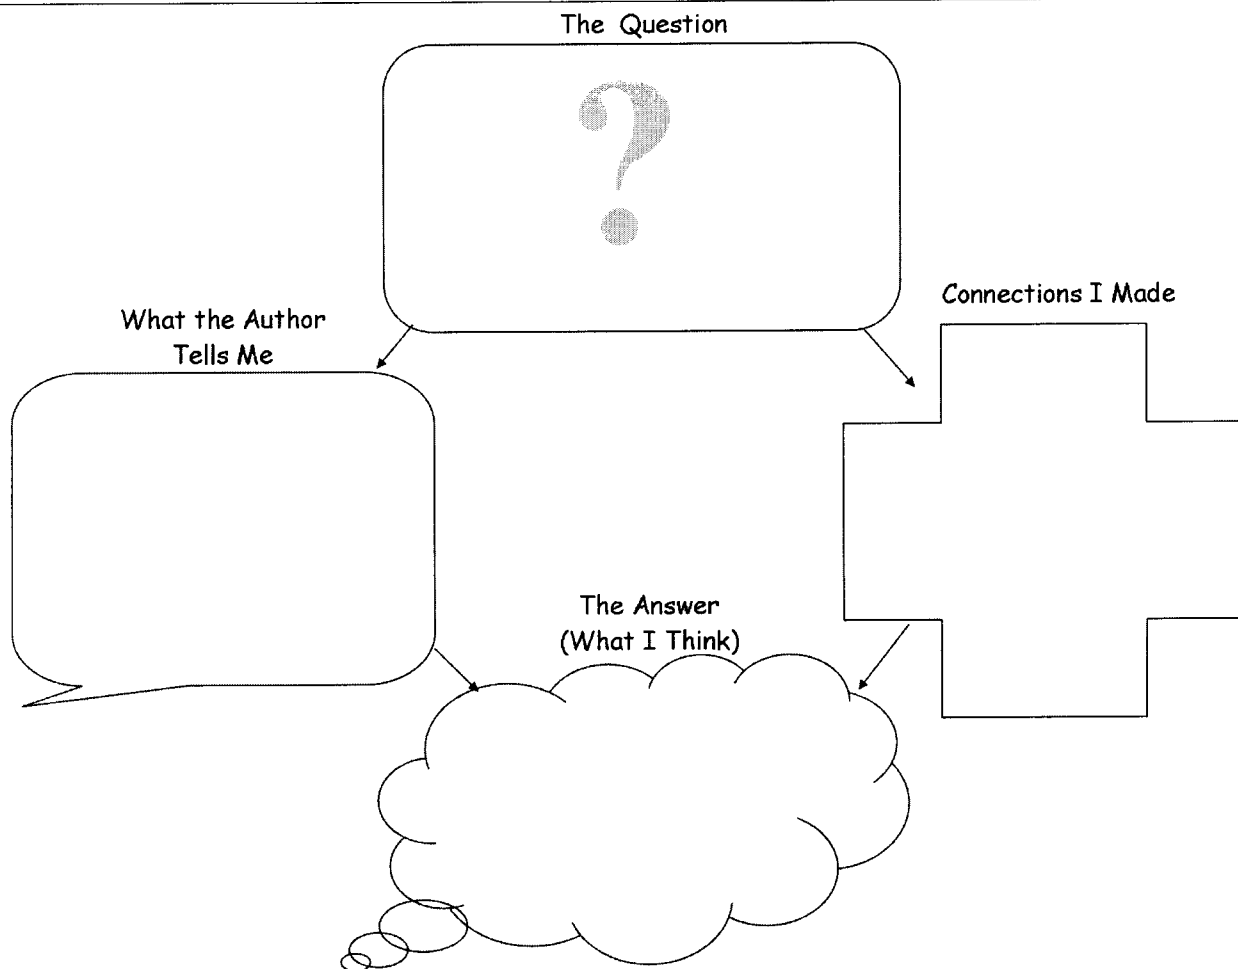 The Question
?
Connections I Made
What the Author
Tells Me
The Answer
(What I Think)